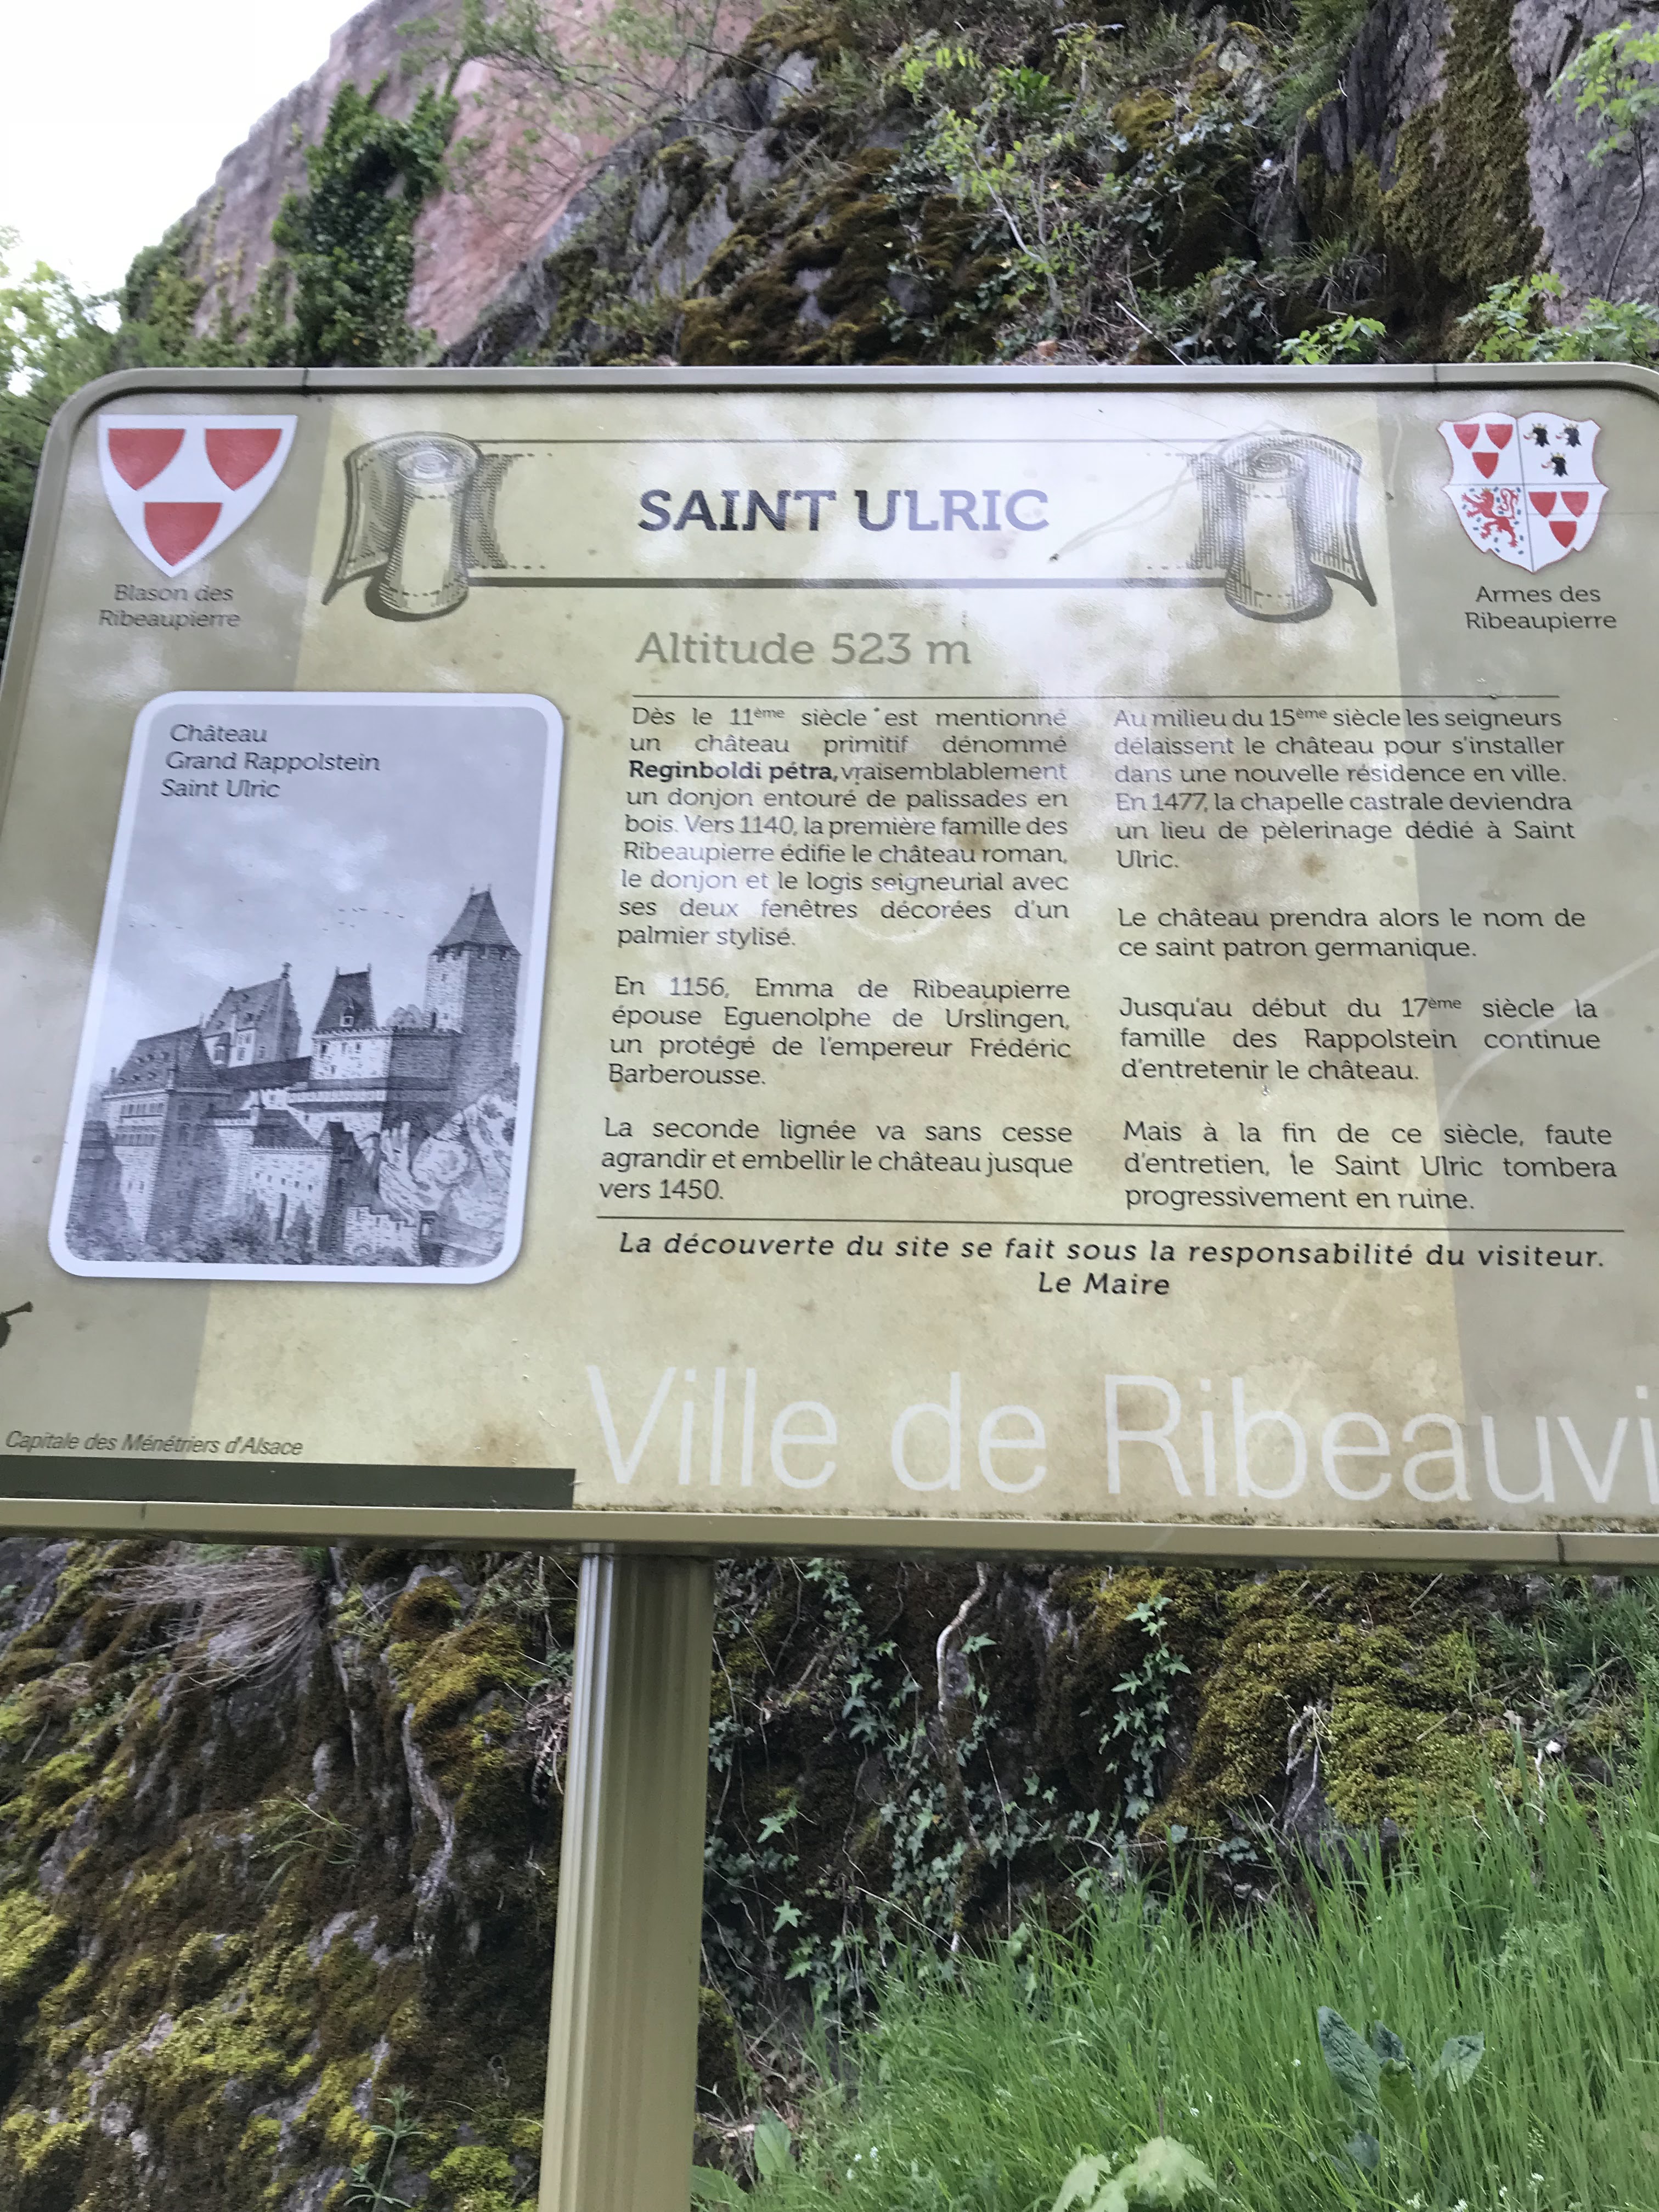 SAINT ULRIC
Blason des
Ribeaupierre
Armes des
Ribeaupierre
Altitude 523 m
Château
Grand Rappolstein
Saint Ulric
Dès le 11ème siècle est mentionné
un château primitif dénommé
Reginboldi pétra, vraisemblablement
un donjon entouré de palissades en
bois. Vers 1140, la première famille des
Ribeaupierre édifie le château roman,
le donjon et le logis seigneurial avec
ses deux fenêtres décorées d'un
palmier stylisé.
En 1156, Emma de Ribeaupierre
épouse Eguenolphe de Urslingen,
un protégé de l'empereur Frédéric
Barberousse.
La seconde lignée va sans cesse
agrandir et embellir le château jusque
vers 1450.
Au milieu du 15ème siècle les seigneurs
délaissent le château pour s'installer
dans une nouvelle résidence en ville.
En 1477, la chapelle castrale deviendra
un lieu de pèlerinage dédié à Saint
Ulric.
Le château prendra alors le nom de
ce saint patron germanique.
Jusqu'au début du 17ème siècle la
famille des Rappolstein continue
d'entretenir le château.
Mais à la fin de ce siècle, faute
d'entretien, le Saint Ulric tombera
progressivement en ruine.
La découverte du site se fait sous la responsabilité du visiteur.
Le Maire
Capitale des Ménétriers d'Alsace
Ville de Ribeauvi